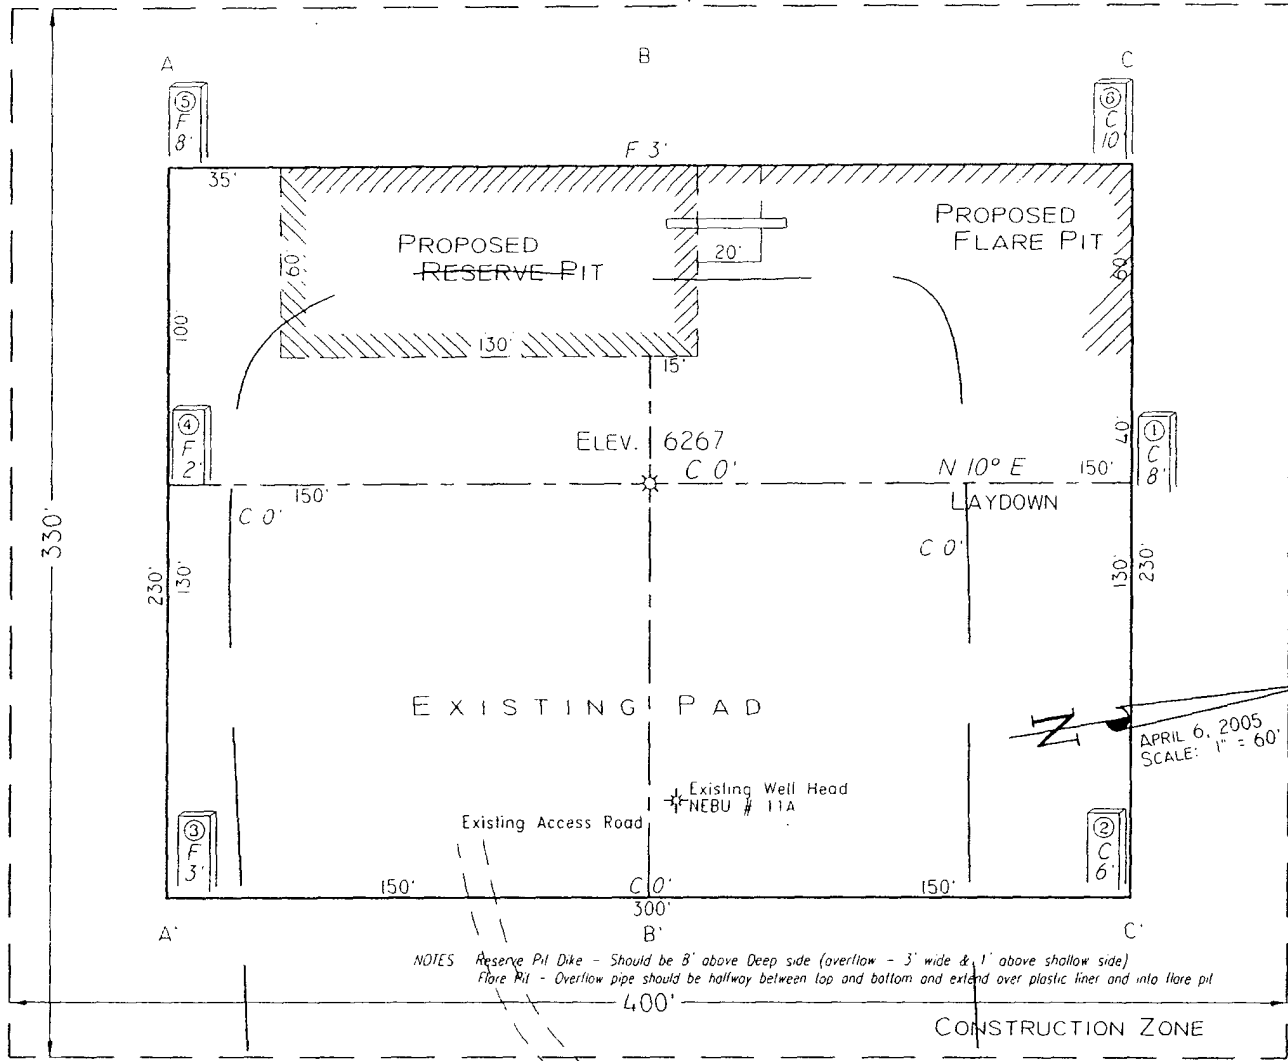 A
B
C
⑤
F
8'
⑥
C
10'
F 3'
35'
PROPOSED
RESERVE PIT
PROPOSED
FLARE PIT
60'
20'
60'
100'
130'
15'
④
F
2'
①
C
8'
40'
ELEV. 6267
C 0'
N 10° E
150'
150'
LAYDOWN
C 0'
C 0'
330'
230'
130'
130'
230'
EXISTING PAD
N
APRIL 6, 2005
SCALE: 1" = 60'
Existing Well Head
NEBU # 11A
Existing Access Road
③
F
3'
②
C
6'
150'
C 0'
150'
300'
A'
B'
C'
NOTES Reserve Pit Dike - Should be 8' above Deep side (overflow - 3' wide & 1' above shallow side)
Flare Pit - Overflow pipe should be halfway between top and bottom and extend over plastic liner and into flare pit
400'
CONSTRUCTION ZONE